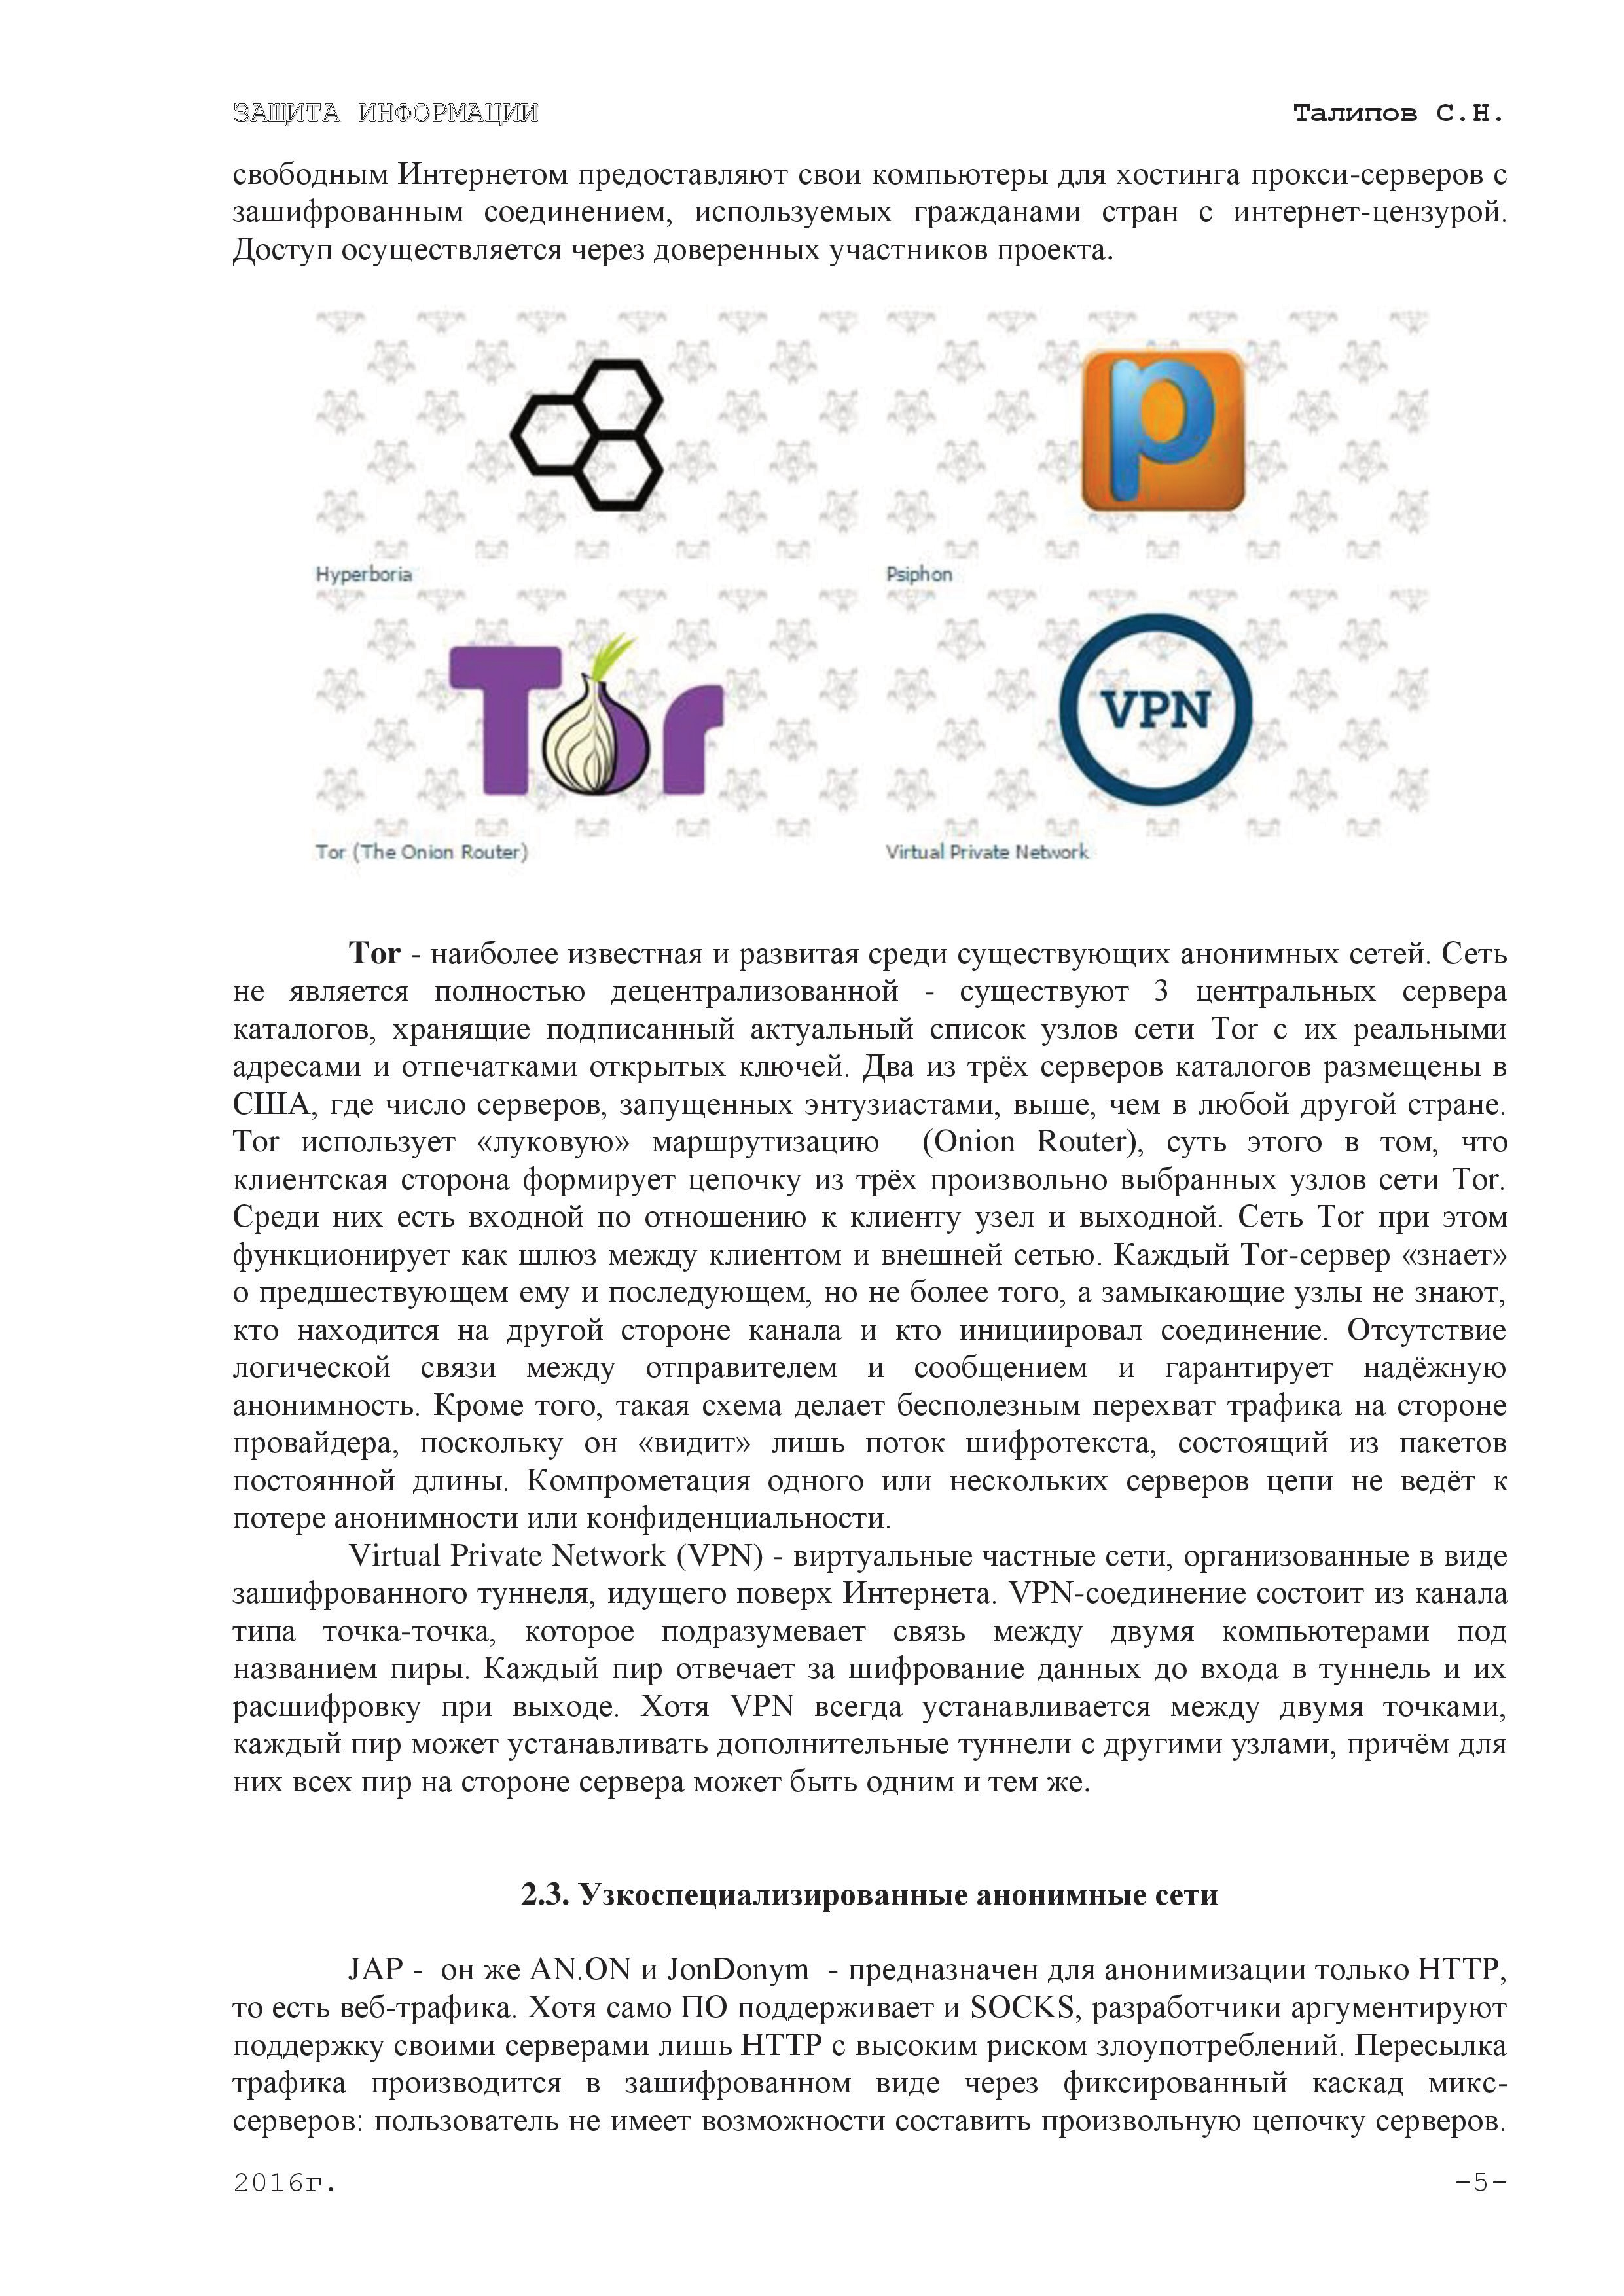 ЗАЩИТА ИНФОРМАЦИИ Талипов С.Н.
свободным Интернетом предоставляют свои компьютеры для хостинга прокси-серверов с
зашифрованным соединением, используемых гражданами стран с интернет-цензурой.
Доступ осуществляется через доверенных участников проекта.
p
Hyperboria Psiphon
Tor VPN
Tor (The Onion Router) Virtual Private Network
Tor - наиболее известная и развитая среди существующих анонимных сетей. Сеть
не является полностью децентрализованной - существуют 3 центральных сервера
каталогов, хранящие подписанный актуальный список узлов сети Tor с их реальными
адресами и отпечатками открытых ключей. Два из трёх серверов каталогов размещены в
США, где число серверов, запущенных энтузиастами, выше, чем в любой другой стране.
Tor использует «луковую» маршрутизацию (Onion Router), суть этого в том, что
клиентская сторона формирует цепочку из трёх произвольно выбранных узлов сети Tor.
Среди них есть входной по отношению к клиенту узел и выходной. Сеть Tor при этом
функционирует как шлюз между клиентом и внешней сетью. Каждый Tor-сервер «знает»
о предшествующем ему и последующем, но не более того, а замыкающие узлы не знают,
кто находится на другой стороне канала и кто инициировал соединение. Отсутствие
логической связи между отправителем и сообщением и гарантирует надёжную
анонимность. Кроме того, такая схема делает бесполезным перехват трафика на стороне
провайдера, поскольку он «видит» лишь поток шифротекста, состоящий из пакетов
постоянной длины. Компрометация одного или нескольких серверов цепи не ведёт к
потере анонимности или конфиденциальности.
Virtual Private Network (VPN) - виртуальные частные сети, организованные в виде
зашифрованного туннеля, идущего поверх Интернета. VPN-соединение состоит из канала
типа точка-точка, которое подразумевает связь между двумя компьютерами под
названием пиры. Каждый пир отвечает за шифрование данных до входа в туннель и их
расшифровку при выходе. Хотя VPN всегда устанавливается между двумя точками,
каждый пир может устанавливать дополнительные туннели с другими узлами, причём для
них всех пир на стороне сервера может быть одним и тем же.
2.3. Узкоспециализированные анонимные сети
JAP - он же AN.ON и JonDonym - предназначен для анонимизации только HTTP,
то есть веб-трафика. Хотя само ПО поддерживает и SOCKS, разработчики аргументируют
поддержку своими серверами лишь HTTP с высоким риском злоупотреблений. Пересылка
трафика производится в зашифрованном виде через фиксированный каскад микс-
серверов: пользователь не имеет возможности составить произвольную цепочку серверов.
2016г. -5-